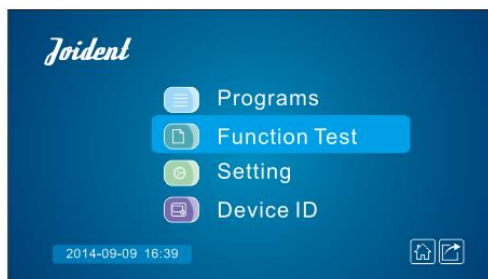 Joident
Programs
Function Test
Setting
Device ID
2014-09-09 16:39